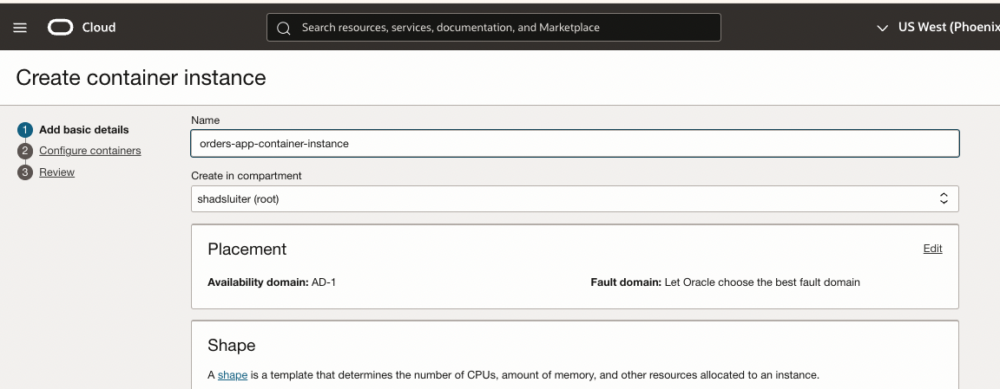 Cloud
Search resources, services, documentation, and Marketplace
US West (Phoenix
Create container instance
1 Add basic details
2 Configure containers
3 Review
Name
orders-app-container-instance
Create in compartment
shadsluiter (root)
Placement
Edit
Availability domain: AD-1
Fault domain: Let Oracle choose the best fault domain
Shape
A shape is a template that determines the number of CPUs, amount of memory, and other resources allocated to an instance.